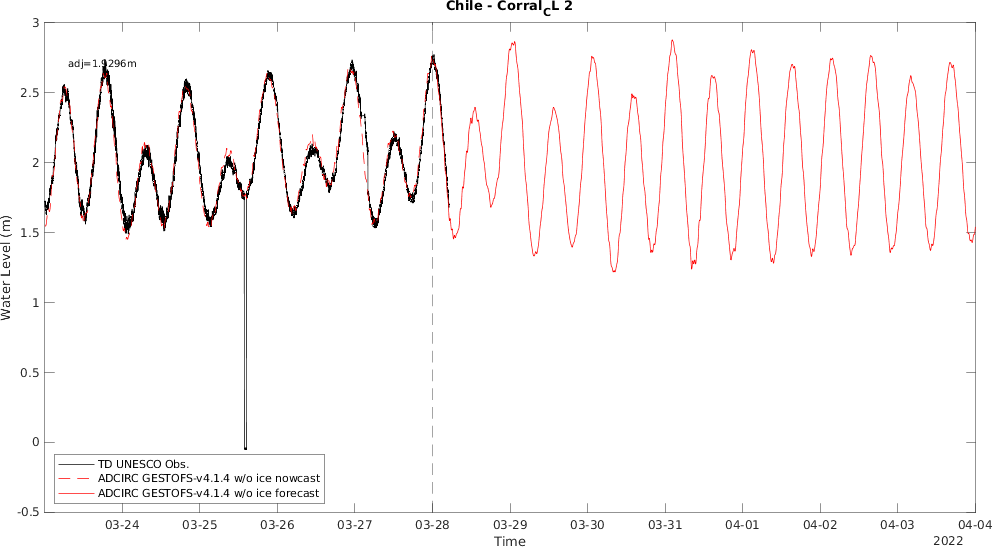 Chile - Corral_CL 2
adj=1.9296m
3
2.5
2
1.5
1
0.5
0
-0.5
Water Level (m)
TD UNESCO Obs.
ADCIRC GESTOFS-v4.1.4 w/o ice nowcast
ADCIRC GESTOFS-v4.1.4 w/o ice forecast
03-24 03-25 03-26 03-27 03-28 03-29 03-30 03-31 04-01 04-02 04-03 04-04
Time
2022